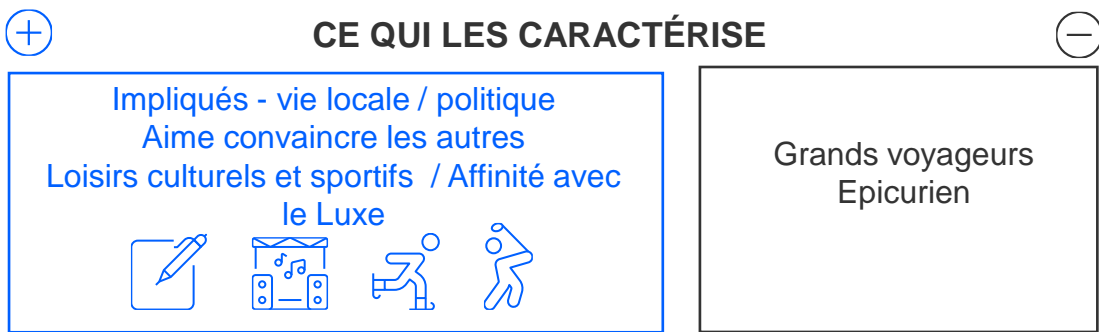 CE QUI LES CARACTÉRISE
Impliqués - vie locale / politique
Aime convaincre les autres
Loisirs culturels et sportifs / Affinité avec
le Luxe
Grands voyageurs
Epicurien